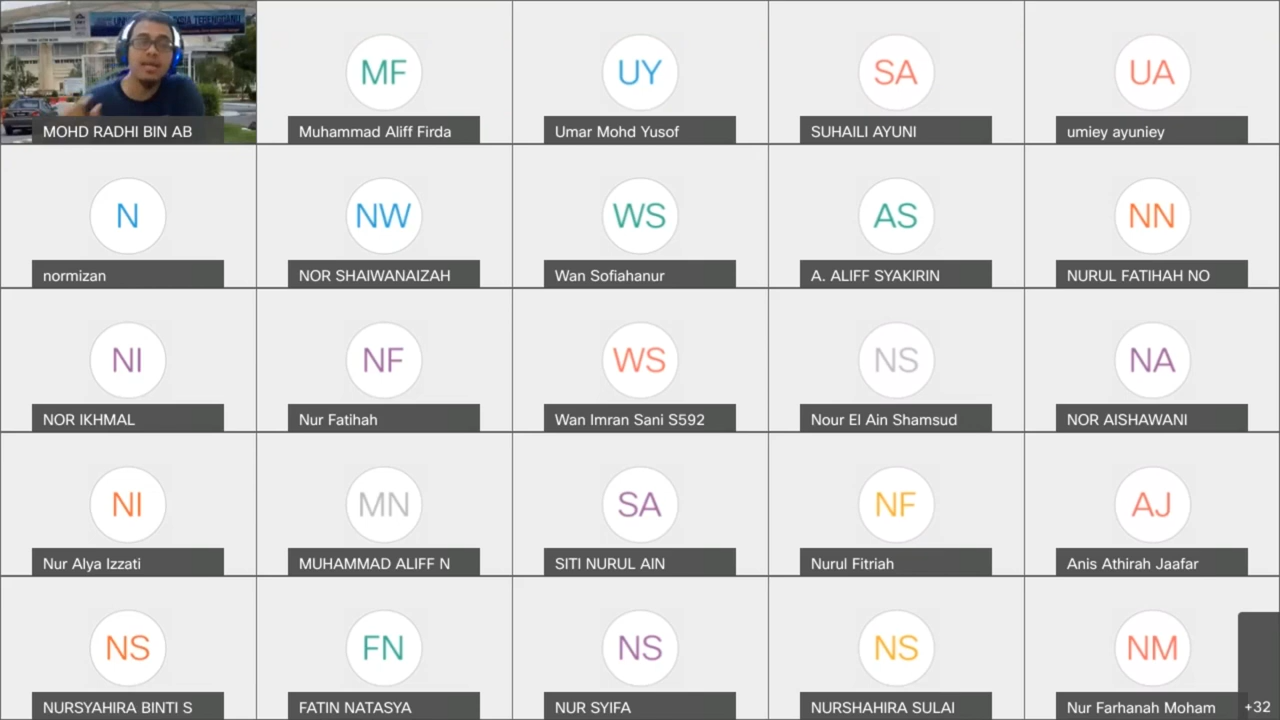 TERENGGANU
MOHD RADHI BIN AB
MF
Muhammad Aliff Firda
UY
Umar Mohd Yusof
SA
SUHAILI AYUNI
UA
umiey ayuniey
N
normizan
NW
NOR SHAIWANAIZAH
WS
Wan Sofiahanur
AS
A. ALIFF SYAKIRIN
NN
NURUL FATIHAH NO
NI
NOR IKHMAL
NF
Nur Fatihah
WS
Wan Imran Sani S592
NS
Nour El Ain Shamsud
NA
NOR AISHAWANI
NI
Nur Alya Izzati
MN
MUHAMMAD ALIFF N
SA
SITI NURUL AIN
NF
Nurul Fitriah
AJ
Anis Athirah Jaafar
NS
NURSYAHIRA BINTI S
FN
FATIN NATASYA
NS
NUR SYIFA
NS
NURSHAHIRA SULAI
NM
Nur Farhanah Moham
+32